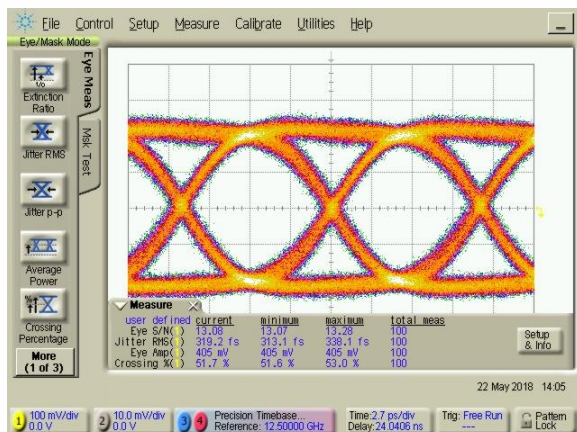 File Control Setup Measure Calibrate Utilities Help
Eye/Mask Mode
Eye Meas
Msk Test
Extinction
Ratio
Jitter RMS
Jitter p-p
Average
Power
Crossing
Percentage
More
(1 of 3)
Measure
user defined current minimum maximum total meas
Eye S/N(1) 13.08 13.07 13.28 100
Jitter RMS(1) 319.2 fs 313.1 fs 338.1 fs 100
Eye Amp(1) 405 mV 405 mV 405 mV 100
Crossing %(1) 51.7 % 51.6 % 53.0 % 100
Setup
& Info
22 May 2018 14:05
1 100 mV/div
0.0 V
2 10.0 mV/div
0.0 V
3 4 Precision Timebase...
Reference: 12.50000 GHz
Time:2.7 ps/div
Delay:24.0406 ns
Trig: Free Run
---
Pattern
Lock